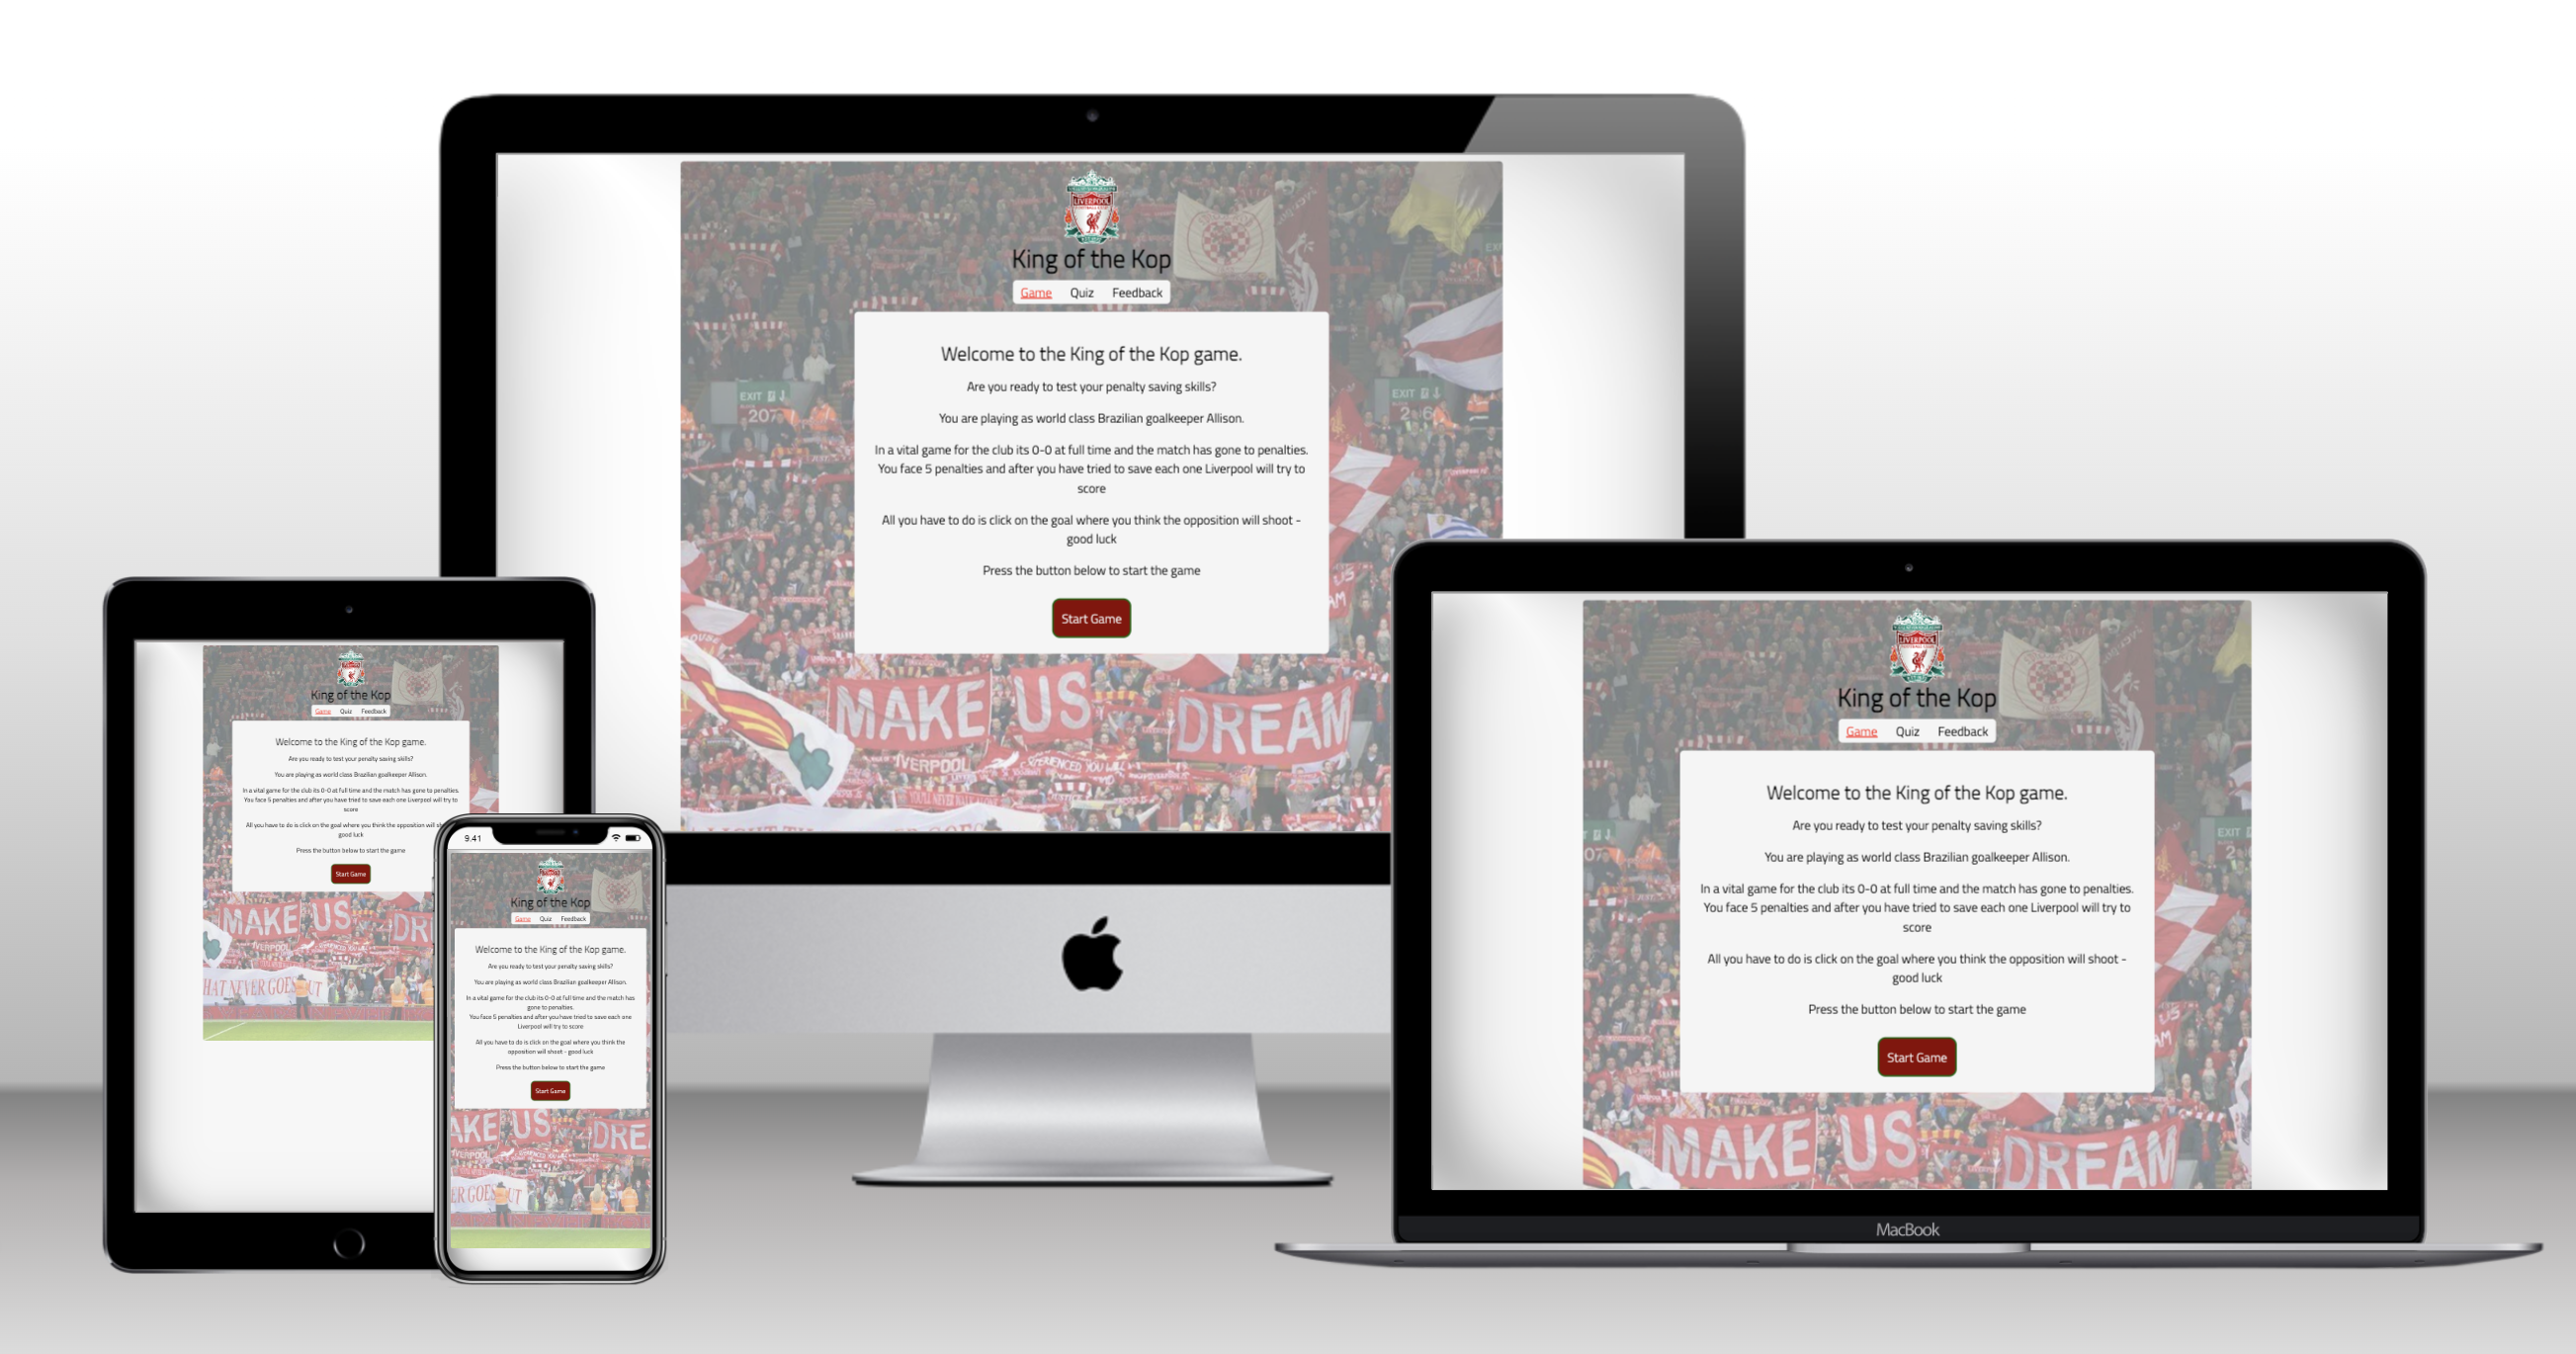 LIVERPOOL
King of the Kop
Game Quiz Feedback
Welcome to the King of the Kop game.
Are you ready to test your penalty saving skills?
You are playing as world class Brazilian goalkeeper Allison.
In a vital game for the club its 0-0 at full time and the match has gone to penalties.
You face 5 penalties and after you have tried to save each one Liverpool will try to
score
All you have to do is click on the goal where you think the opposition will shoot -
good luck
Press the button below to start the game
Start Game
EXIT
207
EXIT
206
MAKE US DREAM
King of the Kop
Game Quiz Feedback
Welcome to the King of the Kop game.
Are you ready to test your penalty saving skills?
You are playing as world class Brazilian goalkeeper Allison.
In a vital game for the club its 0-0 at full time and the match has gone to penalties.
You face 5 penalties and after you have tried to save each one Liverpool will try to
score
All you have to do is click on the goal where you think the opposition will sh
good luck
Press the button below to start the game
Start Game
MAKE US DR
HAT NEVER GOES OUT
9.41
King of the Kop
Game Quiz Feedback
Welcome to the King of the Kop game.
Are you ready to test your penalty saving skills?
You are playing as world class Brazilian goalkeeper Allison.
In a vital game for the club its 0-0 at full time and the match has
gone to penalties.
You face 5 penalties and after you have tried to save each one
Liverpool will try to score
All you have to do is click on the goal where you think the
opposition will shoot - good luck
Press the button below to start the game
Start Game
AKE US DRE
ER GOES OUT
LIVERPOOL
King of the Kop
Game Quiz Feedback
Welcome to the King of the Kop game.
Are you ready to test your penalty saving skills?
You are playing as world class Brazilian goalkeeper Allison.
In a vital game for the club its 0-0 at full time and the match has gone to penalties.
You face 5 penalties and after you have tried to save each one Liverpool will try to
score
All you have to do is click on the goal where you think the opposition will shoot -
good luck
Press the button below to start the game
Start Game
EXIT
MAKE US DREAM
MacBook